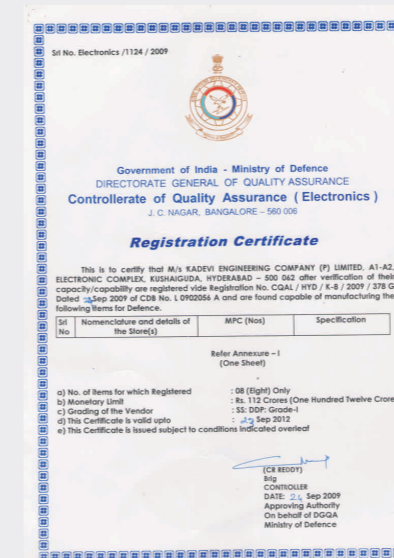 Srl No. Electronics /1124 / 2009
Government of India - Ministry of Defence
DIRECTORATE GENERAL OF QUALITY ASSURANCE
Controllerate of Quality Assurance ( Electronics )
J. C. NAGAR, BANGALORE – 560 006
Registration Certificate
This is to certify that M/s KADEVI ENGINEERING COMPANY (P) LIMITED, A1-A2,
ELECTRONIC COMPLEX, KUSHAIGUDA, HYDERABAD – 500 062 after verification of their
capacity/capability are registered vide Registration No. CQAL / HYD / K-8 / 2009 / 378 G
Dated Sep 2009 of CDB No. L 0902056 A and are found capable of manufacturing the
following items for Defence.
Srl No Nomenclature and details of the Store(s) MPC (Nos) Specification
Refer Annexure – I
(One Sheet)
a) No. of items for which Registered : 08 (Eight) Only
b) Monetary Limit : Rs. 112 Crores (One Hundred Twelve Crore
c) Grading of the Vendor : SS: DDP: Grade-I
d) This Certificate is valid upto : Sep 2012
e) This Certificate is issued subject to conditions indicated overleaf
(CR REDDY)
Brig
CONTROLLER
DATE: 24 Sep 2009
Approving Authority
On behalf of DGQA
Ministry of Defence